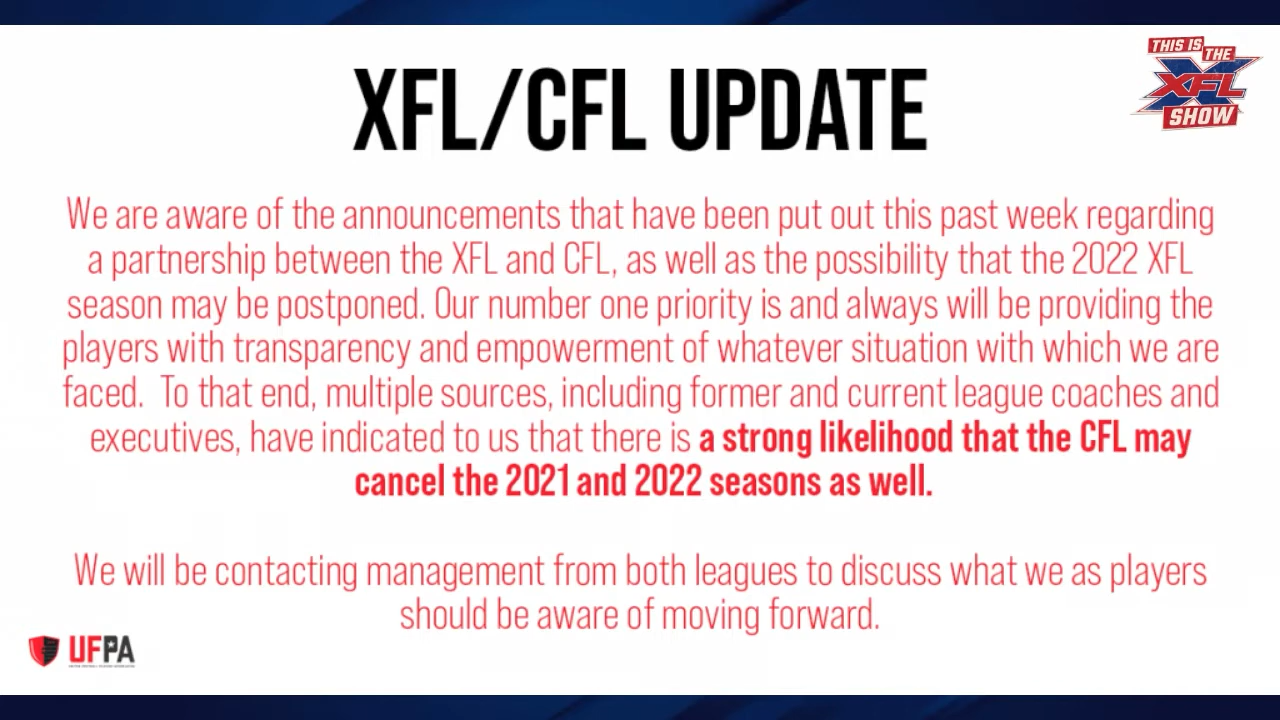 THIS IS THE
XFL
SHOW
XFL/CFL UPDATE
We are aware of the announcements that have been put out this past week regarding
a partnership between the XFL and CFL, as well as the possibility that the 2022 XFL
season may be postponed. Our number one priority is and always will be providing the
players with transparency and empowerment of whatever situation with which we are
faced.  To that end, multiple sources, including former and current league coaches and
executives, have indicated to us that there is a strong likelihood that the CFL may
cancel the 2021 and 2022 seasons as well.
We will be contacting management from both leagues to discuss what we as players
should be aware of moving forward.
UFPA